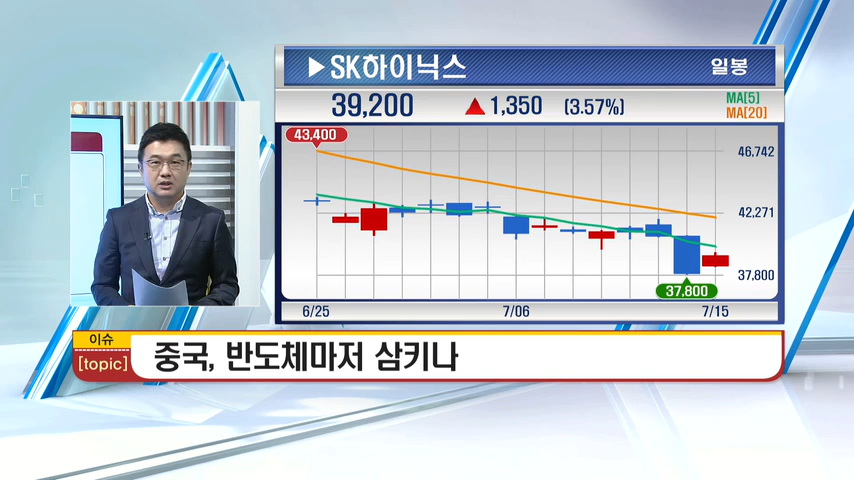 ▶SK하이닉스
일봉
39,200 ▲1,350 (3.57%)
MA[5]
MA[20]
43,400
46,742
42,271
37,800
37,800
6/25 7/06 7/15
이슈
[topic]
중국, 반도체마저 삼키나